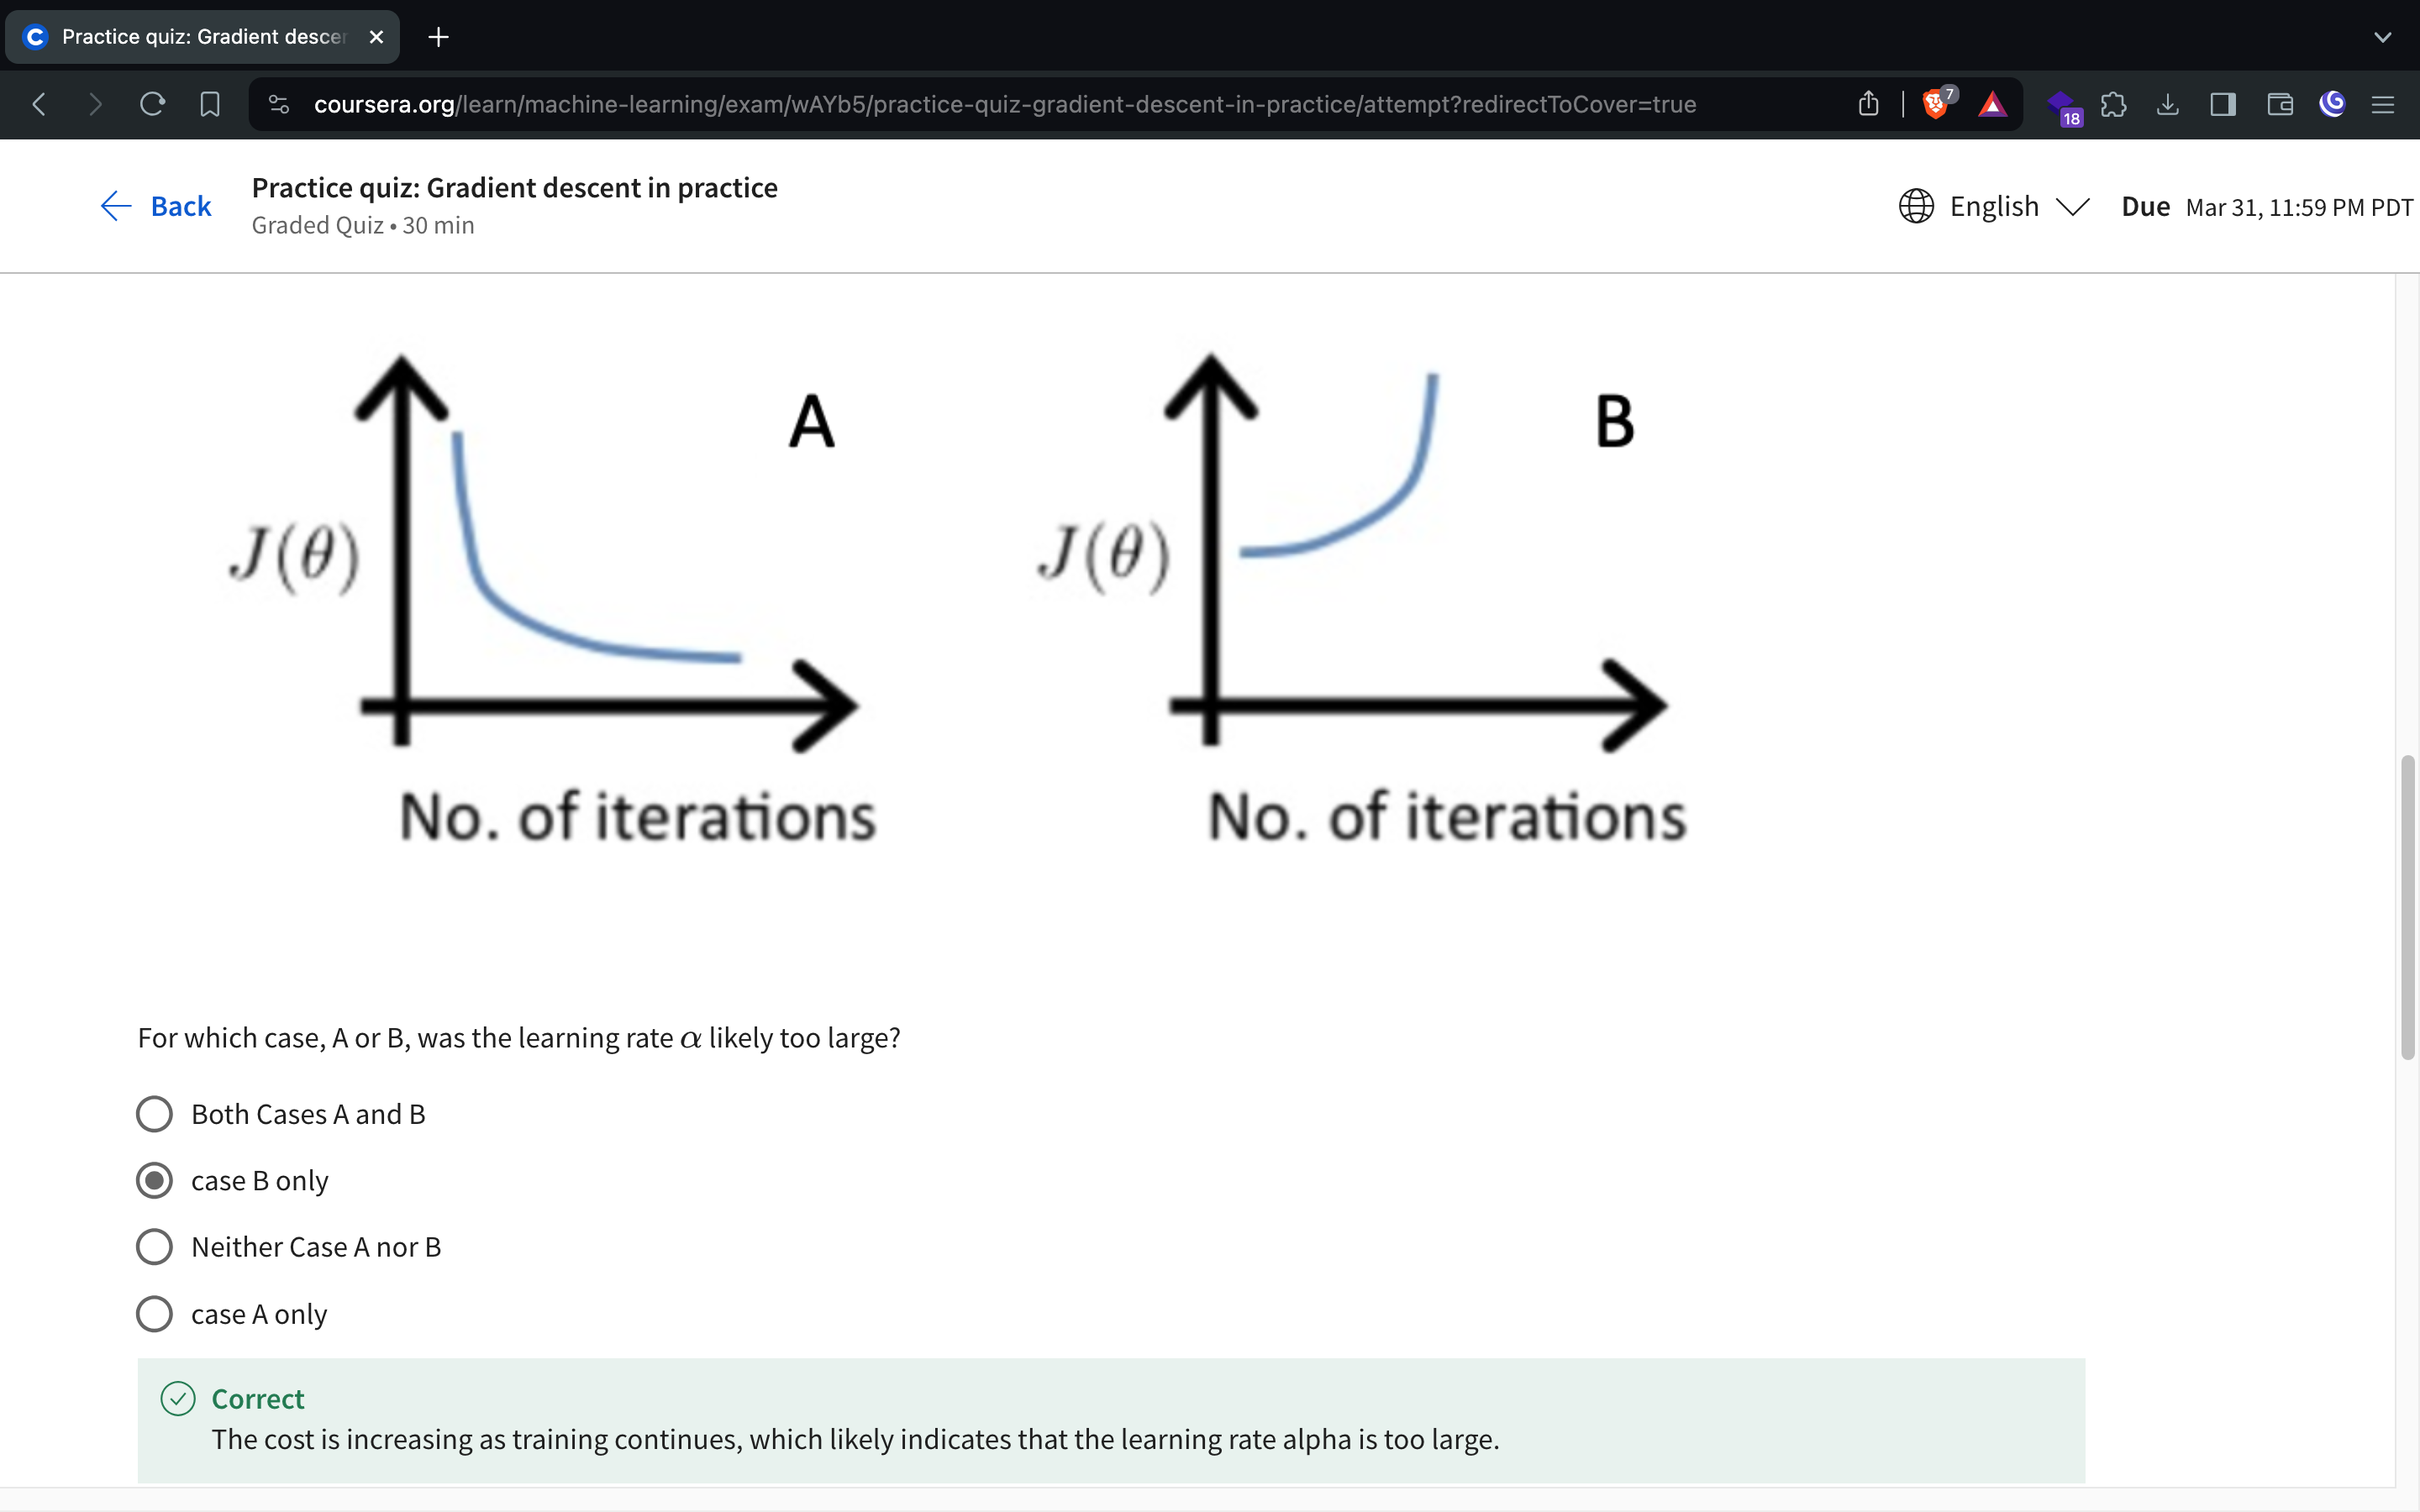 Practice quiz: Gradient descen
coursera.org/learn/machine-learning/exam/wAYb5/practice-quiz-gradient-descent-in-practice/attempt?redirectToCover=true
7
18
Back
Practice quiz: Gradient descent in practice
Graded Quiz • 30 min
English
Due Mar 31, 11:59 PM PDT
A
J(θ)
No. of iterations
B
J(θ)
No. of iterations
For which case, A or B, was the learning rate α likely too large?
Both Cases A and B
case B only
Neither Case A nor B
case A only
Correct
The cost is increasing as training continues, which likely indicates that the learning rate alpha is too large.